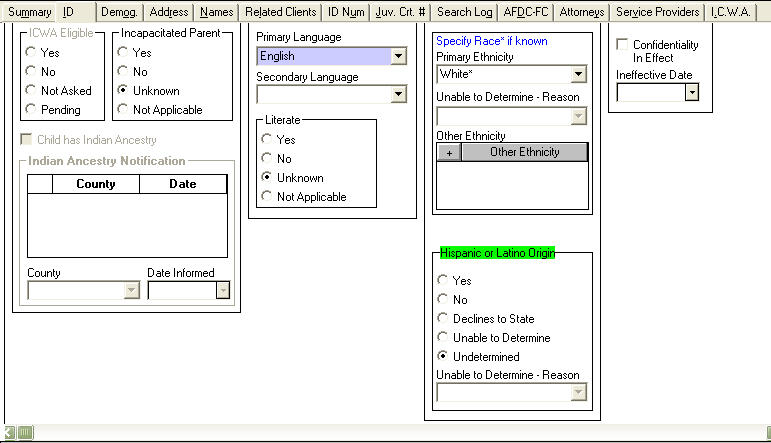 Summary ID Demog. Address Names Related Clients ID Num Juv. Crt. # Search Log AFDC-FC Attorneys Service Providers I.C.W.A.
ICWA Eligible
Yes
No
Not Asked
Pending
Incapacitated Parent
Yes
No
Unknown
Not Applicable
Child has Indian Ancestry
Indian Ancestry Notification
County Date
County
Date Informed
Primary Language
English
Secondary Language
Literate
Yes
No
Unknown
Not Applicable
Specify Race* if known
Primary Ethnicity
White*
Unable to Determine - Reason
Other Ethnicity
+ Other Ethnicity
Hispanic or Latino Origin
Yes
No
Declines to State
Unable to Determine
Undetermined
Unable to Determine - Reason
Confidentiality
In Effect
Ineffective Date